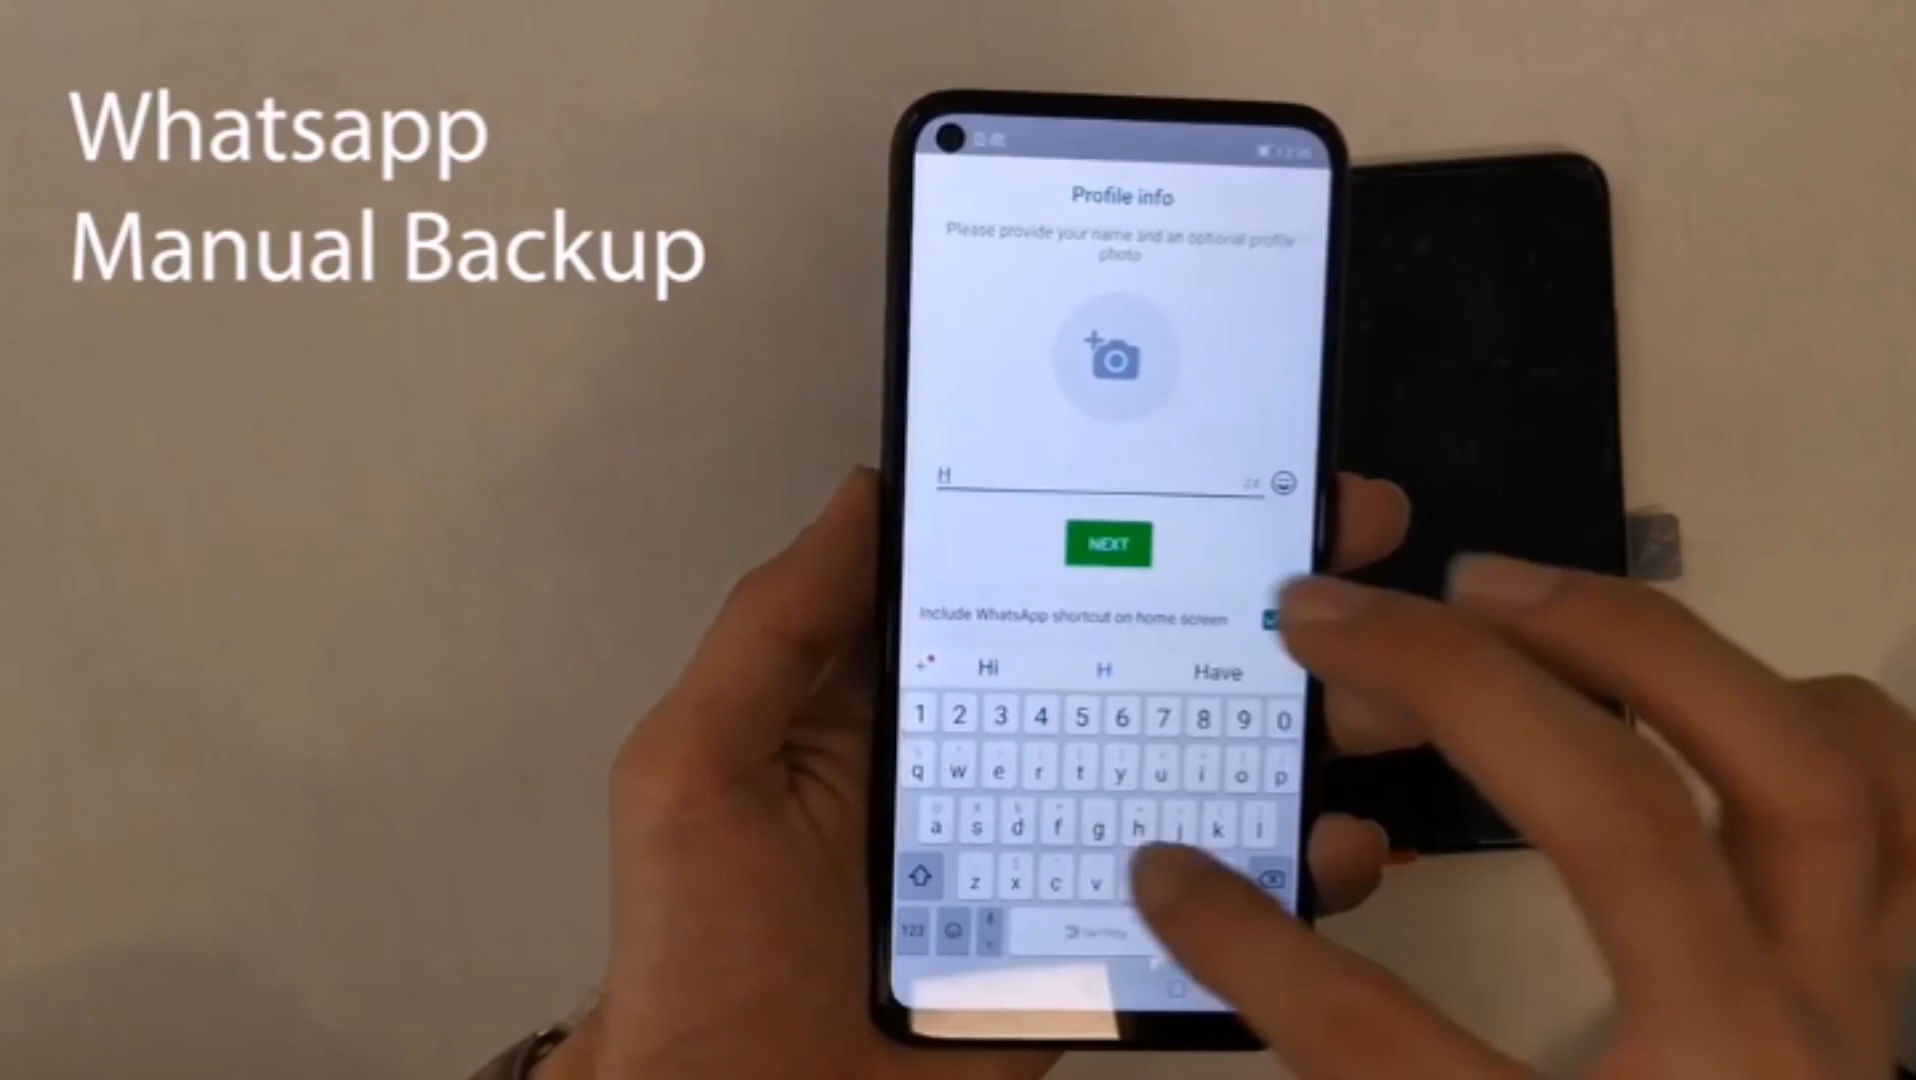 Whatsapp
Manual Backup
Profile info
Please provide your name and an optional profile
photo
H
NEXT
Include WhatsApp shortcut on home screen
Hi H Have
1 2 3 4 5 6 7 8 9 0
q w e r t y u i o p
a s d f g h j k l
z x c v
123